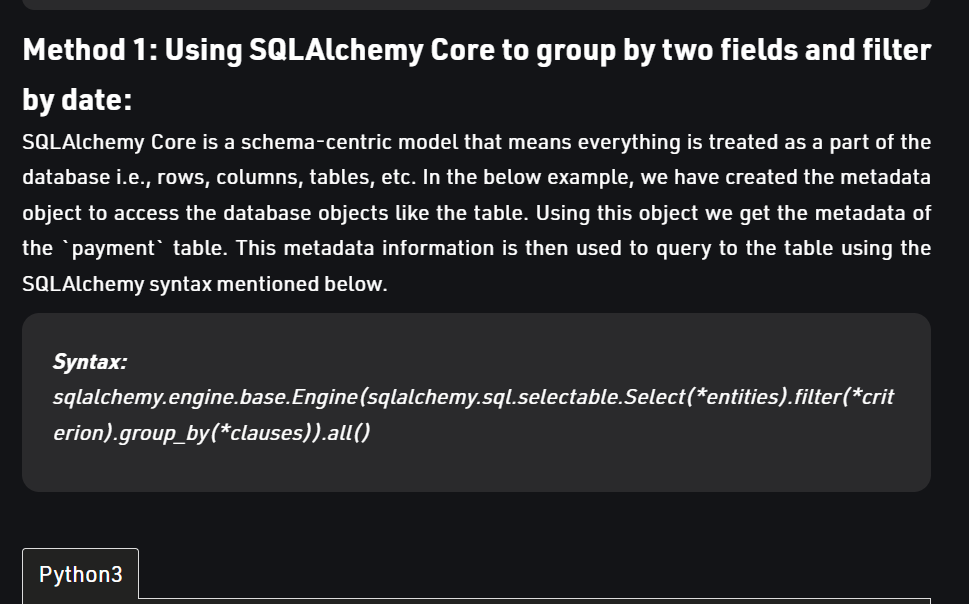 Method 1: Using SQLAlchemy Core to group by two fields and filter
by date:
SQLAlchemy Core is a schema-centric model that means everything is treated as a part of the
database i.e., rows, columns, tables, etc. In the below example, we have created the metadata
object to access the database objects like the table. Using this object we get the metadata of
the `payment` table. This metadata information is then used to query to the table using the
SQLAlchemy syntax mentioned below.
Syntax:
sqlalchemy.engine.base.Engine(sqlalchemy.sql.selectable.Select(*entities).filter(*crit
erion).group_by(*clauses)).all()
Python3